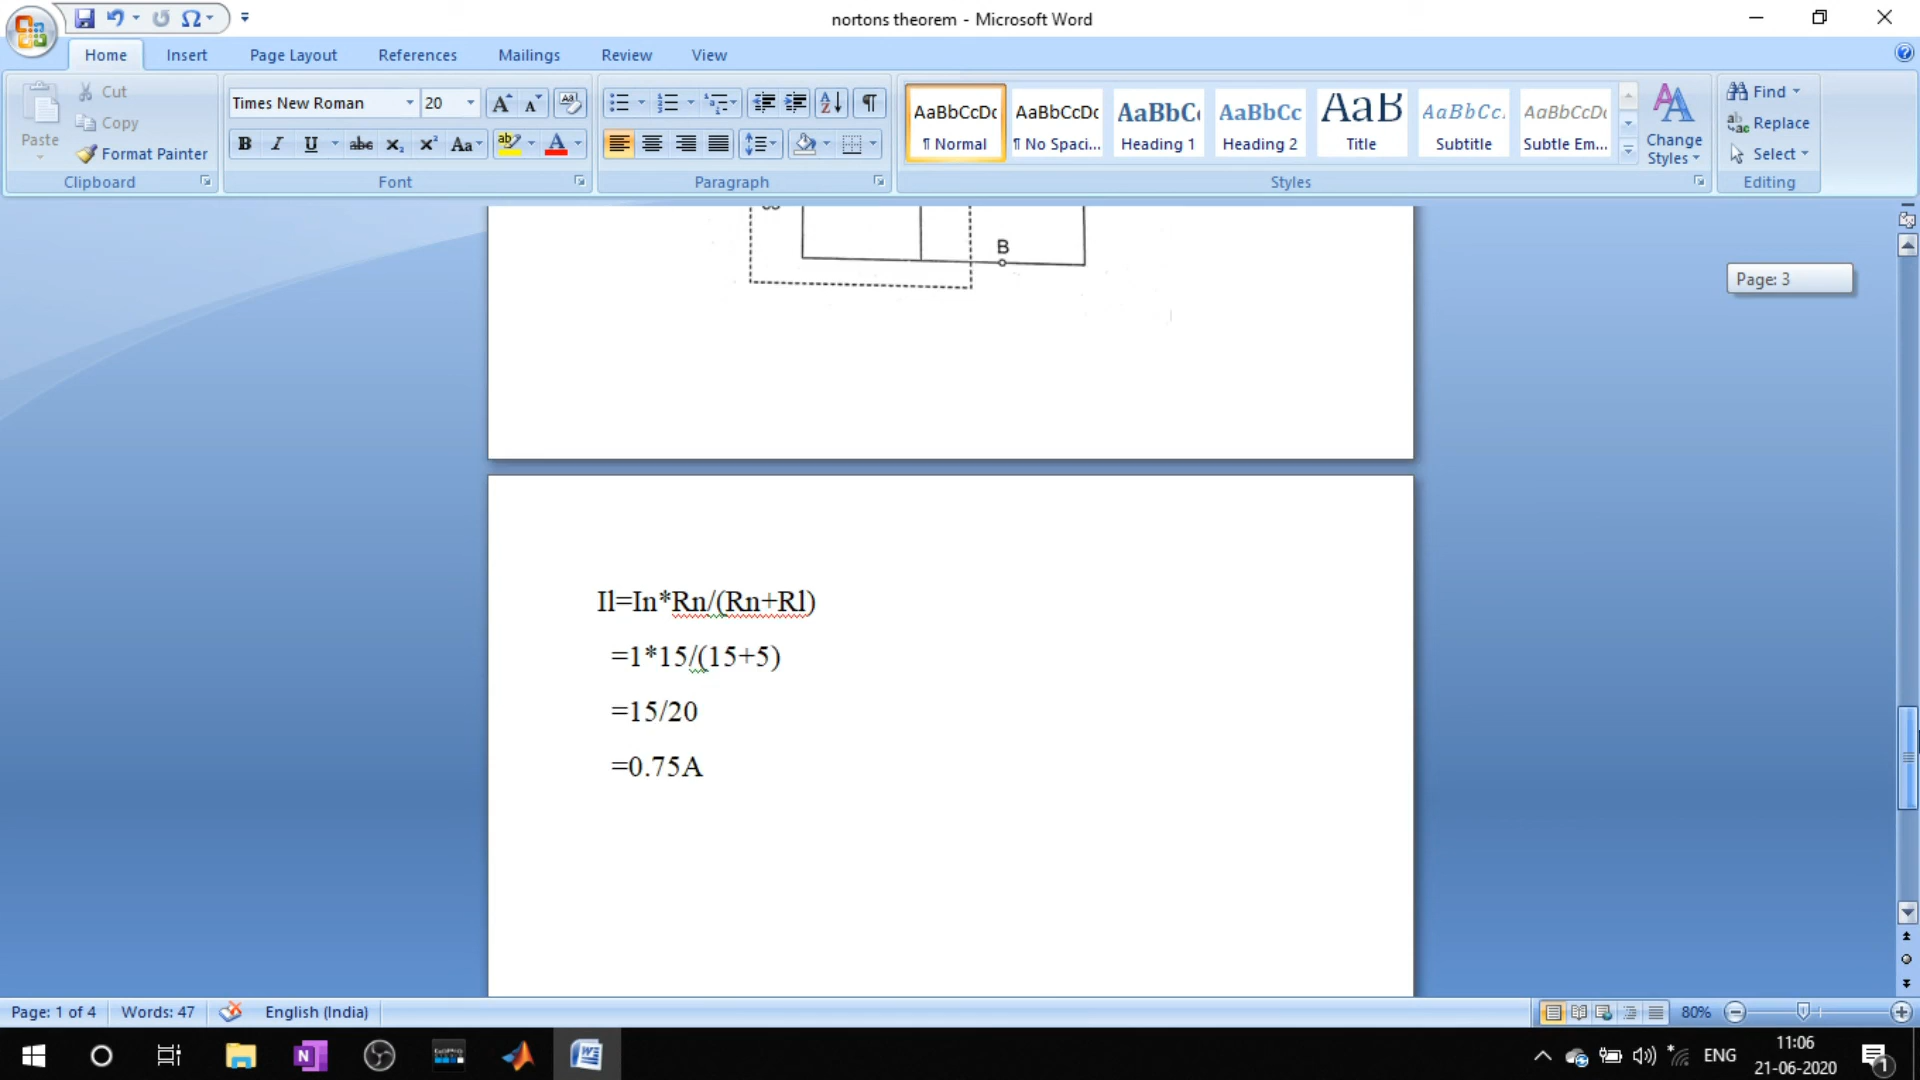 nortons theorem - Microsoft Word
Home Insert Page Layout References Mailings Review View
Paste
Cut
Copy
Format Painter
Clipboard
Times New Roman 20
Font
Paragraph
AaBbCcDc AaBbCcDc AaBbC AaBbCc AaB AaBbCc. AaBbCcDc
¶ Normal ¶ No Spaci... Heading 1 Heading 2 Title Subtitle Subtle Em...
Change
Styles
Styles
Find
Replace
Select
Editing
B
Page: 3
Il=In*Rn/(Rn+Rl)
=1*15/(15+5)
=15/20
=0.75A
Page: 1 of 4 Words: 47 English (India) 80%
ENG
11:06
21-06-2020
1